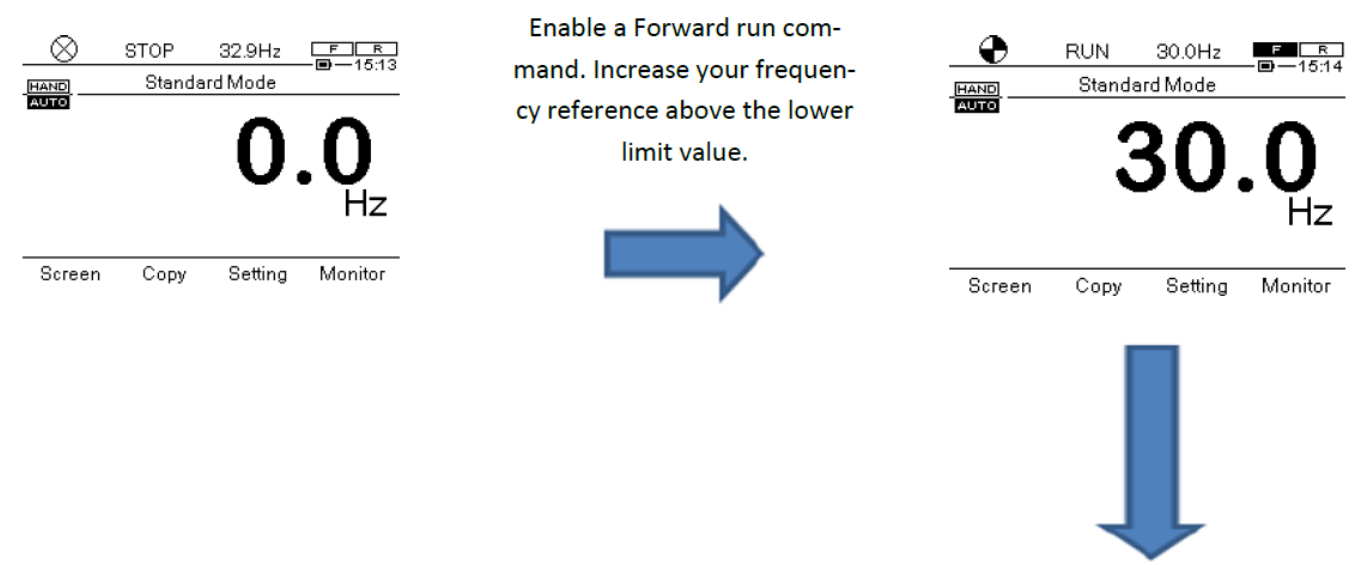 STOP 32.9Hz F R
15:13
HAND Standard Mode
AUTO
0.0
Hz
Screen Copy Setting Monitor
Enable a Forward run com-
mand. Increase your frequen-
cy reference above the lower
limit value.
RUN 30.0Hz F R
15:14
HAND Standard Mode
AUTO
30.0
Hz
Screen Copy Setting Monitor